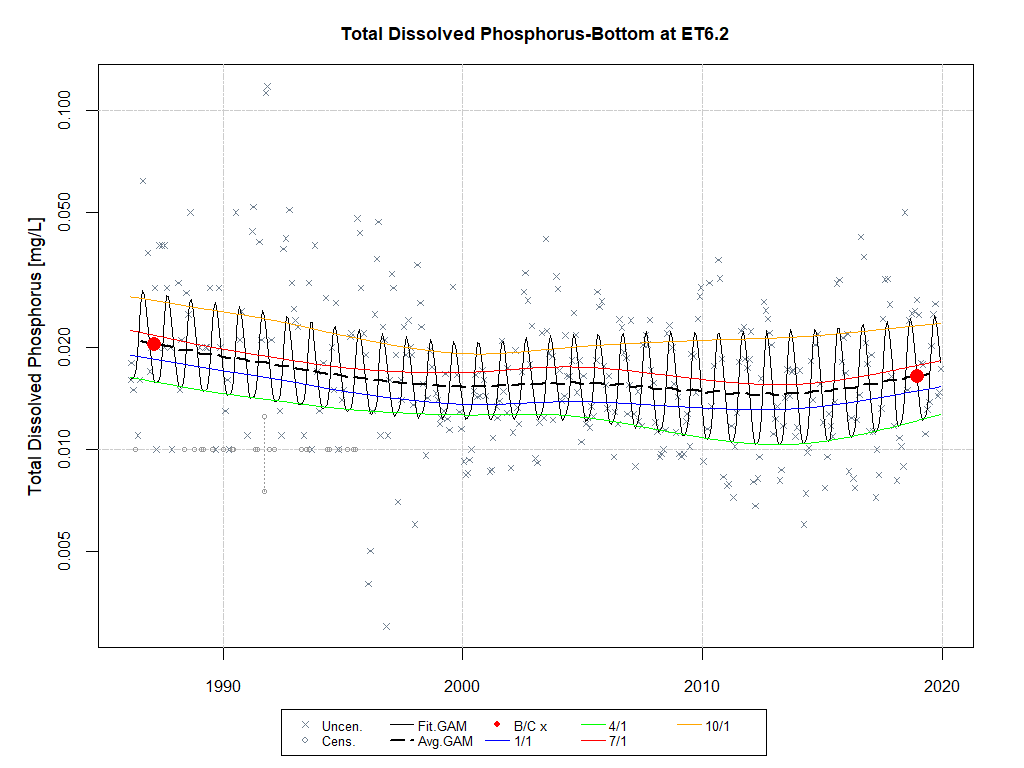 Total Dissolved Phosphorus-Bottom at ET6.2
Total Dissolved Phosphorus [mg/L]
0.100
0.050
0.020
0.010
0.005
1990 2000 2010 2020
Uncen. Fit.GAM B/C x 4/1 10/1
Cens. Avg.GAM 1/1 7/1